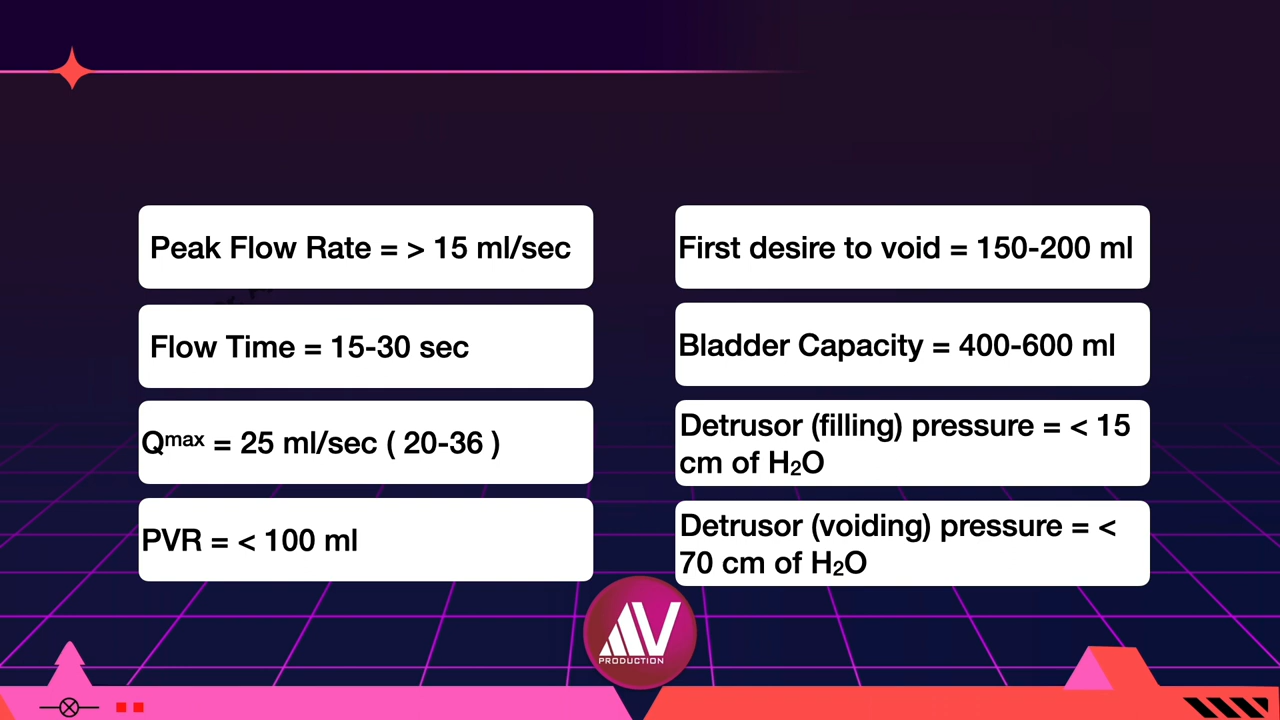 Peak Flow Rate = > 15 ml/sec
Flow Time = 15-30 sec
Qmax = 25 ml/sec ( 20-36 )
PVR = < 100 ml
First desire to void = 150-200 ml
Bladder Capacity = 400-600 ml
Detrusor (filling) pressure = < 15
cm of H₂O
Detrusor (voiding) pressure = <
70 cm of H₂O
AV
PRODUCTION